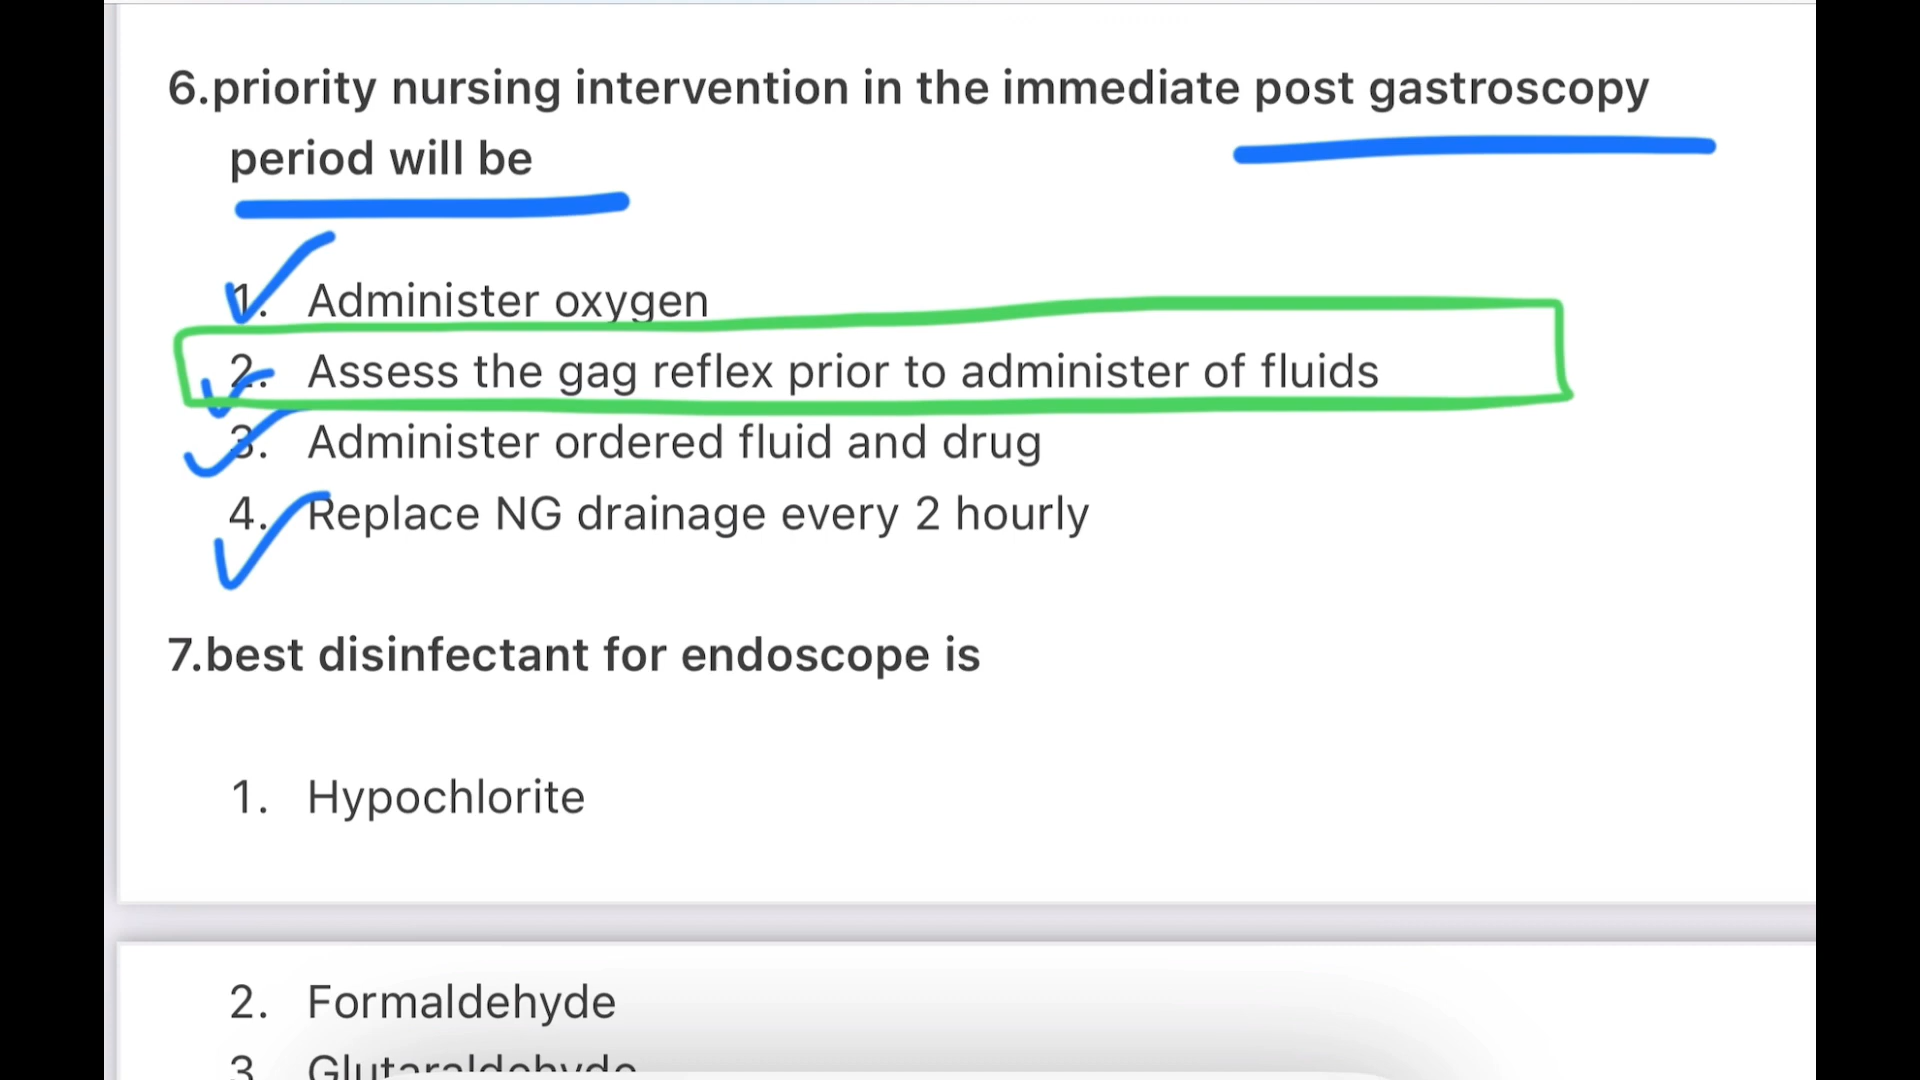 6.priority nursing intervention in the immediate post gastroscopy
period will be
1. Administer oxygen
2. Assess the gag reflex prior to administer of fluids
3. Administer ordered fluid and drug
4. Replace NG drainage every 2 hourly
7.best disinfectant for endoscope is
1. Hypochlorite
2. Formaldehyde
3 Glutaraldehyde